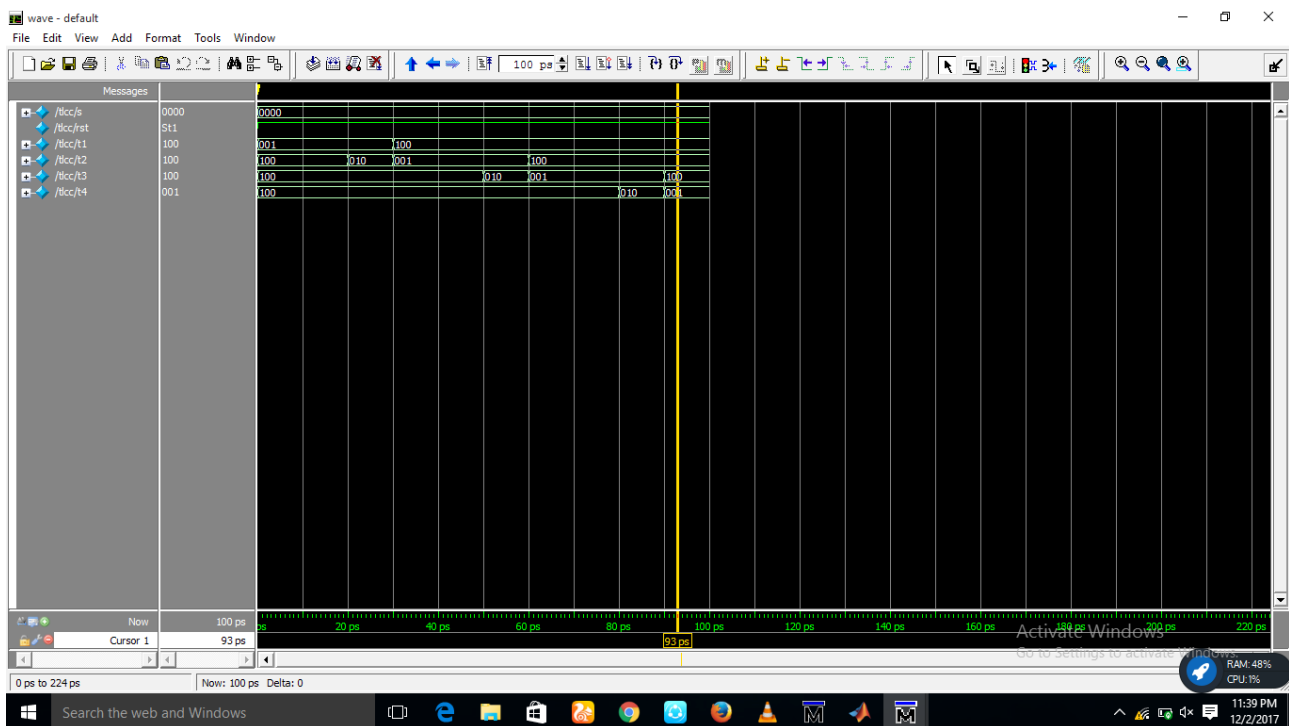 wave - default
File Edit View Add Format Tools Window
100 ps
Messages
/tlcc/s 0000 0000
/tlcc/rst St1
/tlcc/t1 100 001 100
/tlcc/t2 100 100 010 001 100
/tlcc/t3 100 100 010 001 100
/tlcc/t4 001 100 010 001
Now 100 ps ps 20 ps 40 ps 60 ps 80 ps 100 ps 120 ps 140 ps 160 ps 180 ps 200 ps 220 ps
Cursor 1 93 ps 93 ps
Activate Windows
Go to Settings to activate Windows.
0 ps to 224 ps Now: 100 ps Delta: 0
RAM: 48%
CPU: 1%
Search the web and Windows
11:39 PM
12/2/2017